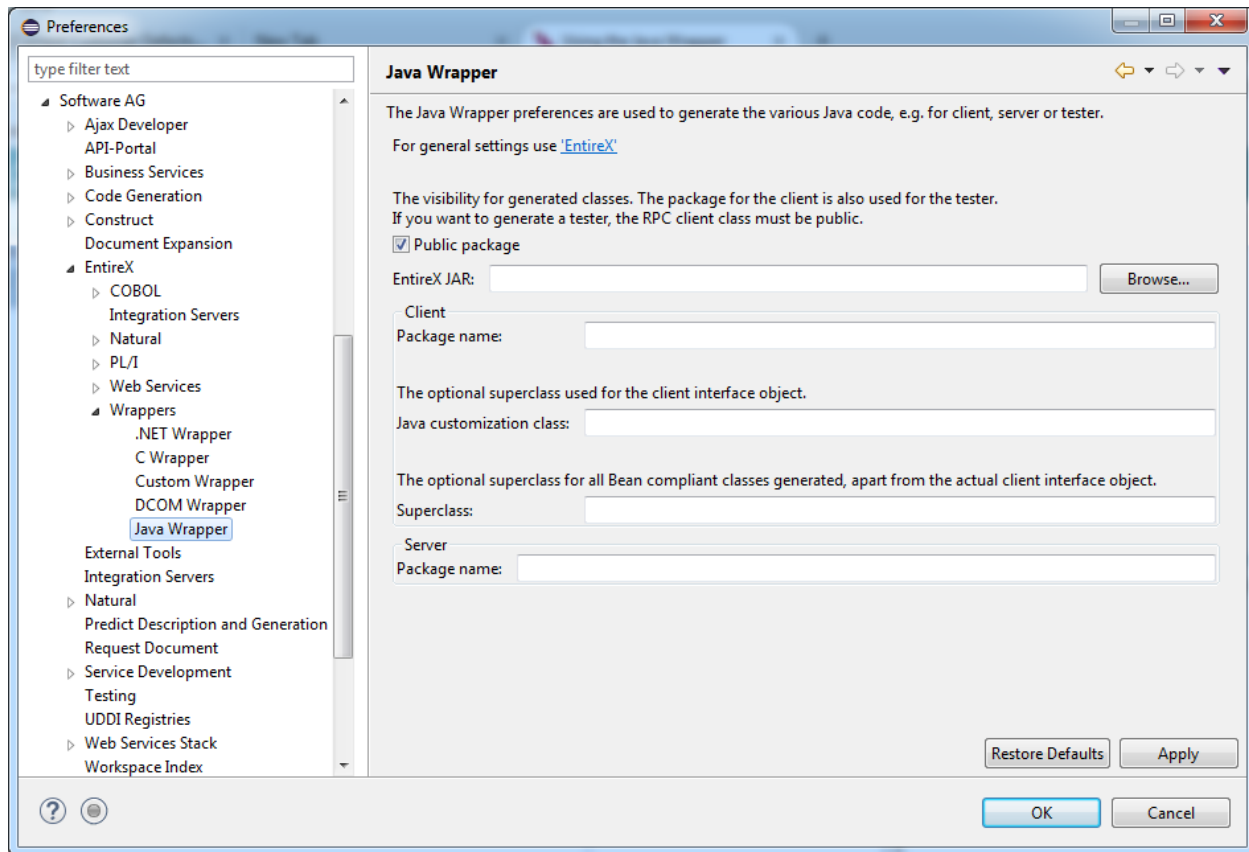 Preferences
type filter text
Software AG
Ajax Developer
API-Portal
Business Services
Code Generation
Construct
Document Expansion
EntireX
COBOL
Integration Servers
Natural
PL/I
Web Services
Wrappers
.NET Wrapper
C Wrapper
Custom Wrapper
DCOM Wrapper
Java Wrapper
External Tools
Integration Servers
Natural
Predict Description and Generation
Request Document
Service Development
Testing
UDDI Registries
Web Services Stack
Workspace Index
Java Wrapper
The Java Wrapper preferences are used to generate the various Java code, e.g. for client, server or tester.
For general settings use 'EntireX'
The visibility for generated classes. The package for the client is also used for the tester.
If you want to generate a tester, the RPC client class must be public.
Public package
EntireX JAR:
Browse...
Client
Package name:
The optional superclass used for the client interface object.
Java customization class:
The optional superclass for all Bean compliant classes generated, apart from the actual client interface object.
Superclass:
Server
Package name:
Restore Defaults
Apply
OK
Cancel